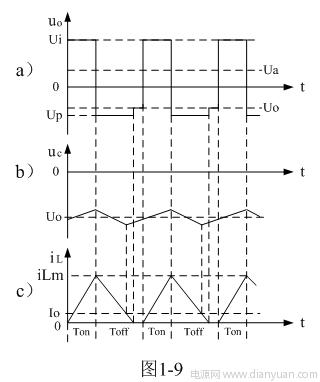 uo
Ui
a)
Ua
0
t
Up
Uo
uc
b)
0
t
Uo
iL
iLm
c)
Io
0
Ton
Toff
Ton
Toff
Ton
t
图1-9
电源网 www.dianyuan.com